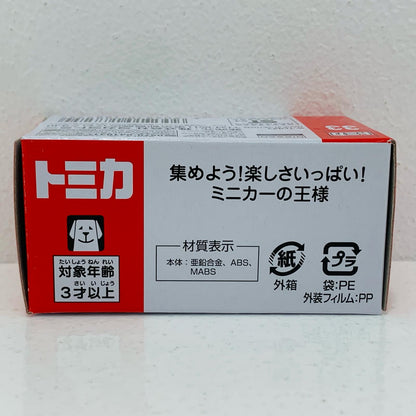 33
トミカ
集めよう!楽しさいっぱい!
ミニカーの王様
たいしょうねんれい
対象年齢
さいいじょう
3才以上
材質表示
本体:亜鉛合金、ABS、
MABS
紙
外箱
プラ
袋:PE
外装フィルム:PP